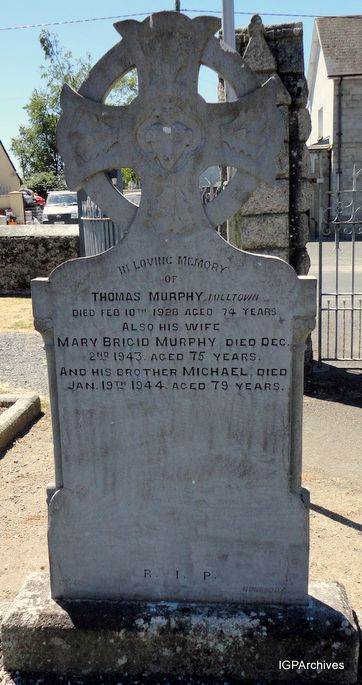 IN LOVING MEMORY
OF
THOMAS MURPHY, MILLTOWN
DIED FEB 10TH 1928 AGED 74 YEARS
ALSO HIS WIFE
MARY BRIGID MURPHY DIED DEC.
2ND 1943. AGED 75 YEARS.
AND HIS BROTHER MICHAEL, DIED
JAN. 19TH 1944. AGED 79 YEARS.
R. I. P.
IGPArchives